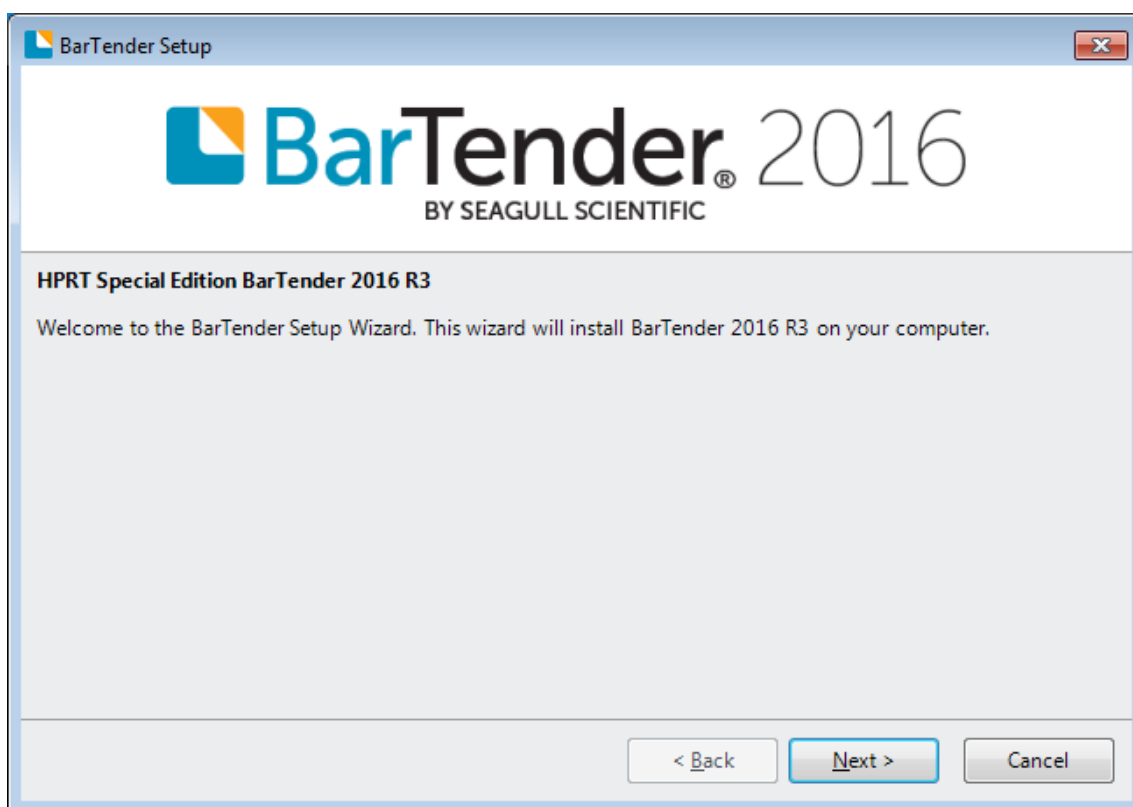 BarTender Setup
BarTender® 2016
BY SEAGULL SCIENTIFIC
HPRT Special Edition BarTender 2016 R3
Welcome to the BarTender Setup Wizard. This wizard will install BarTender 2016 R3 on your computer.
< Back Next > Cancel